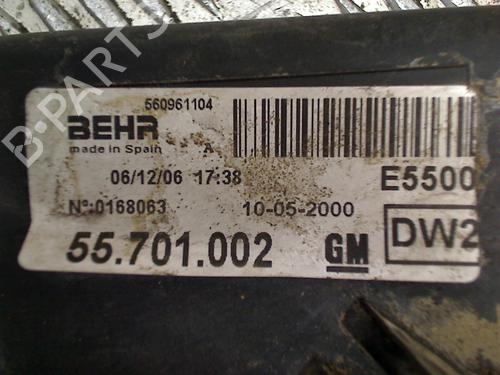 B-PARTS
560961104
BEHR
made in Spain A
06/12/06 17:38 E5500
Nº:0168063 10-05-2000
DW2
55.701.002 GM